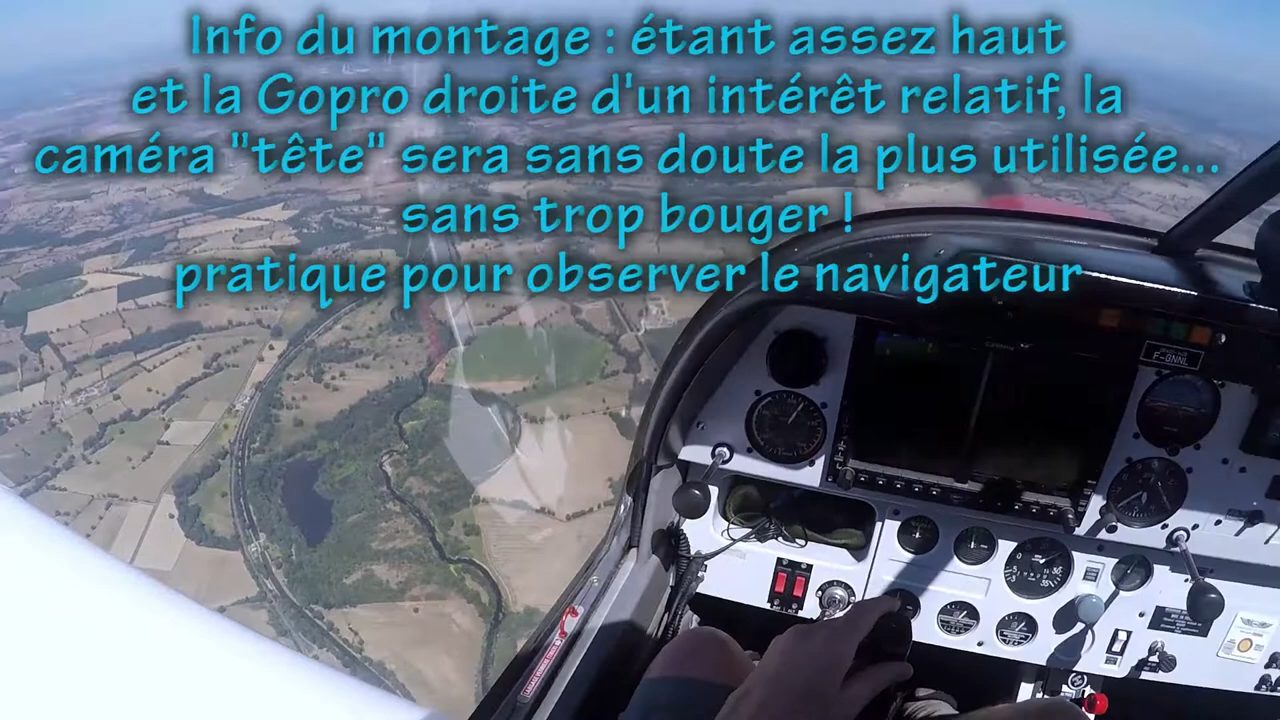 Info du montage : étant assez haut
et la Gopro droite d'un intérêt relatif, la
caméra "tête" sera sans doute la plus utilisée...
sans trop bouger !
pratique pour observer le navigateur
F-GNNL